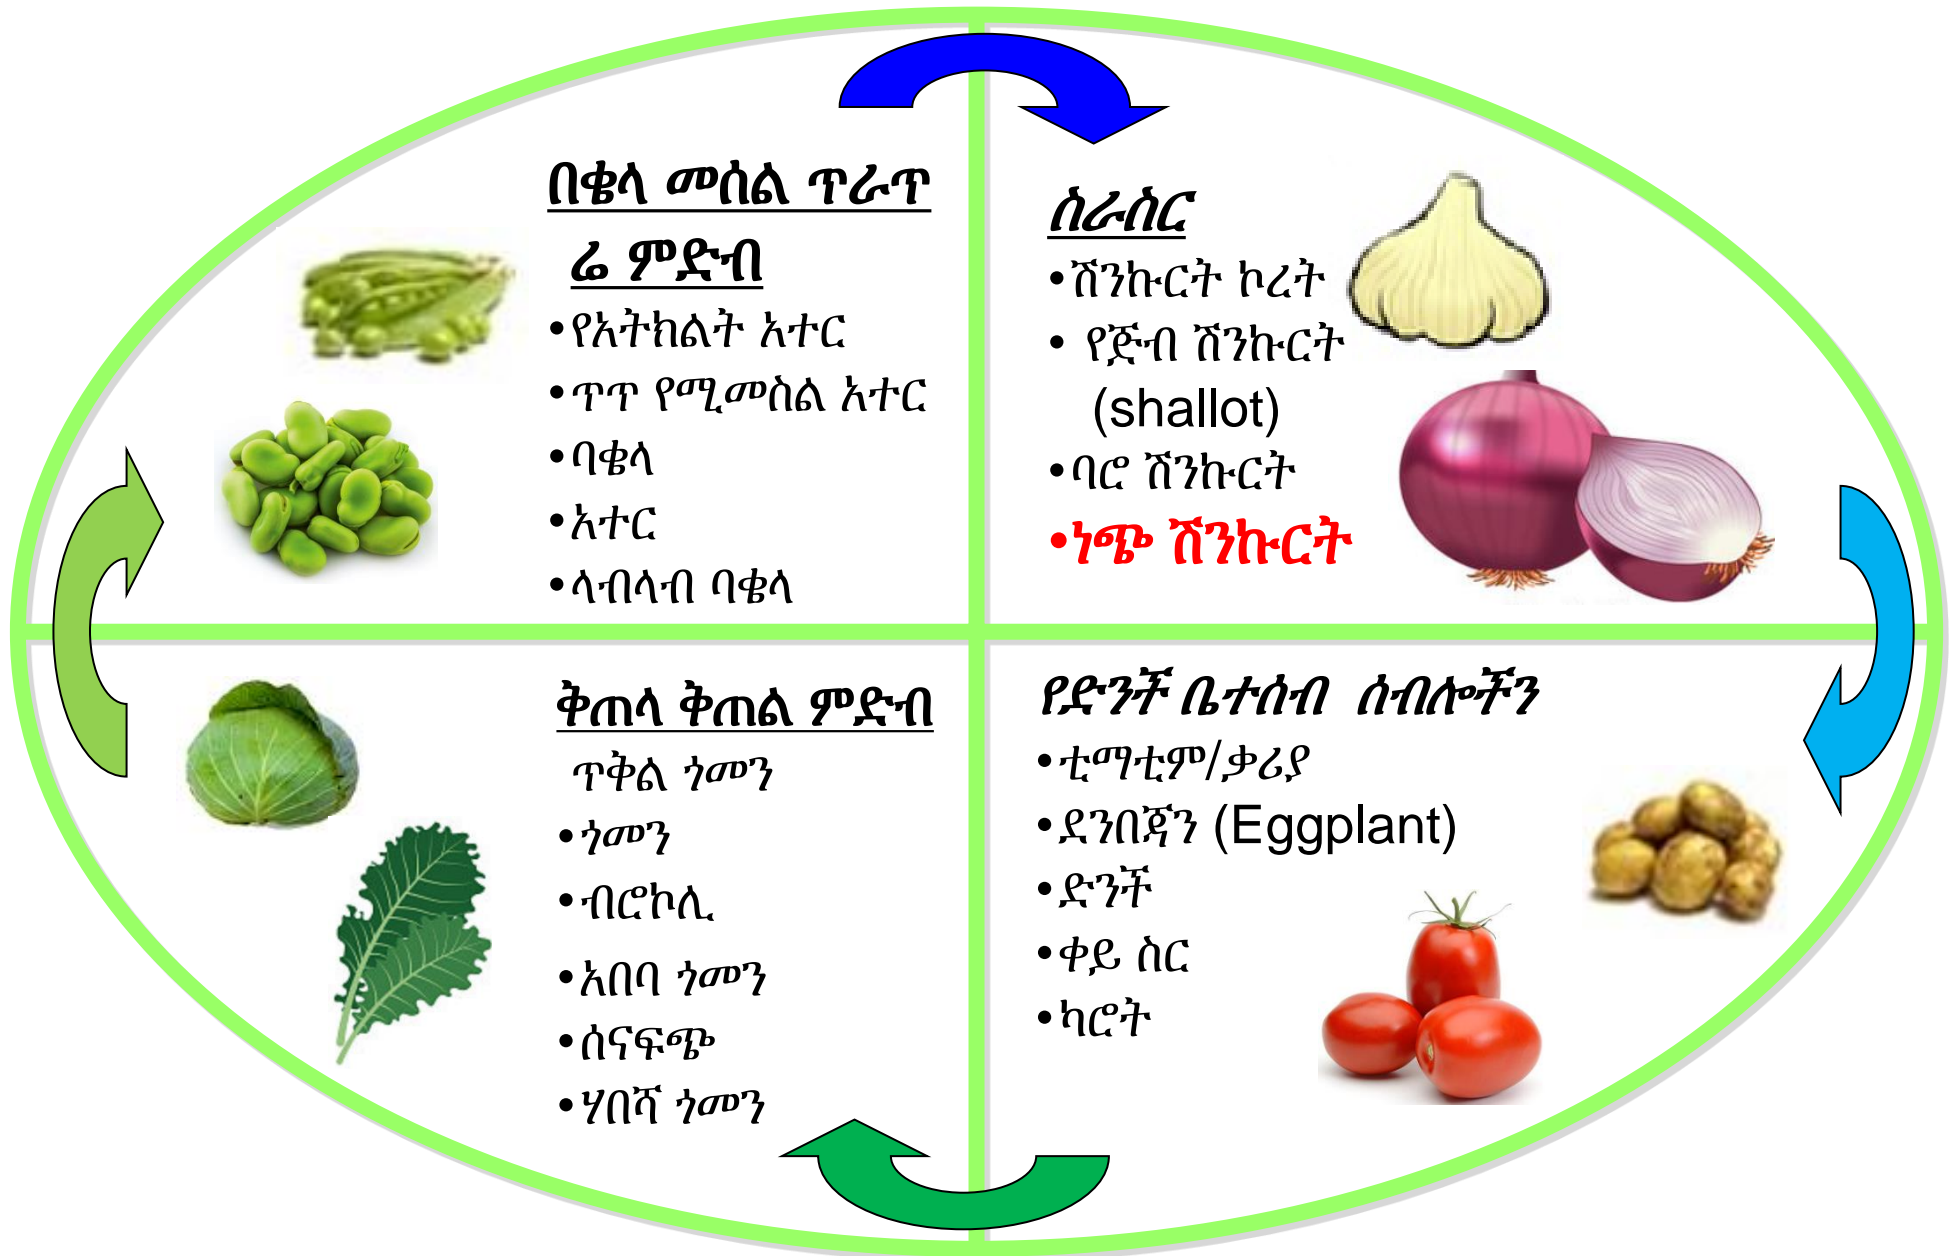 በቄላ መሰል ጥራጥ
ሬ ምድብ
•የአትክልት አተር
•ጥጥ የሚመስል አተር
•ባቄላ
•አተር
•ላብላብ ባቄላ
ስራስር
•ሽንኩርት ኮረት
• የጅብ ሽንኩርት
(shallot)
•ባሮ ሽንኩርት
•ነጭ ሽንኩርት
ቅጠላ ቅጠል ምድብ
ጥቅል ጎመን
•ጎመን
•ብሮኮሊ
•አበባ ጎመን
•ሰናፍጭ
•ሃበሻ ጎመን
የድንች ቤተሰብ ሰብሎችን
•ቲማቲም/ቃሪያ
•ደንበጃን (Eggplant)
•ድንች
•ቀይ ስር
•ካሮት